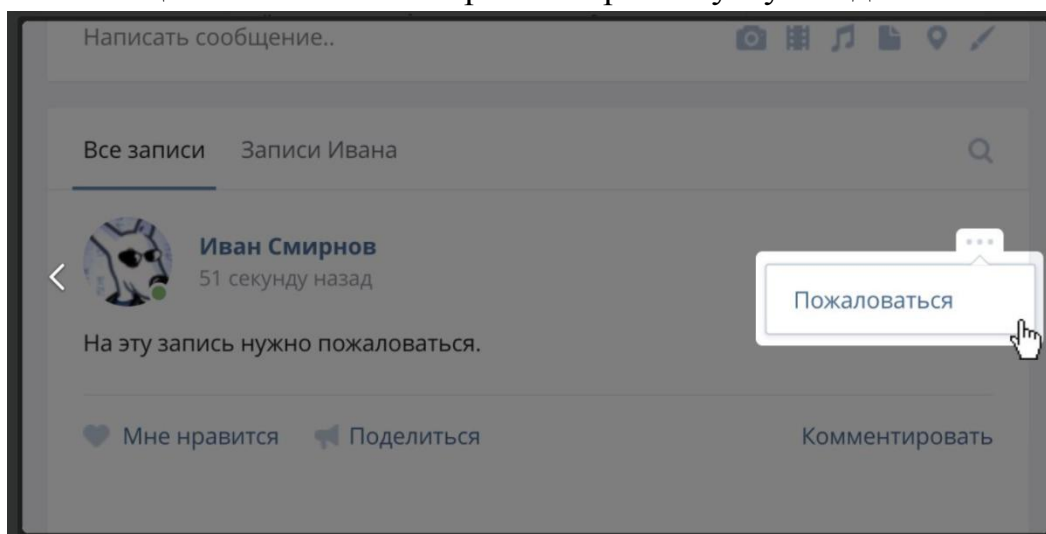 Написать сообщение..
Все записи Записи Ивана
Иван Смирнов
51 секунду назад
Пожаловаться
На эту запись нужно пожаловаться.
Мне нравится Поделиться Комментировать